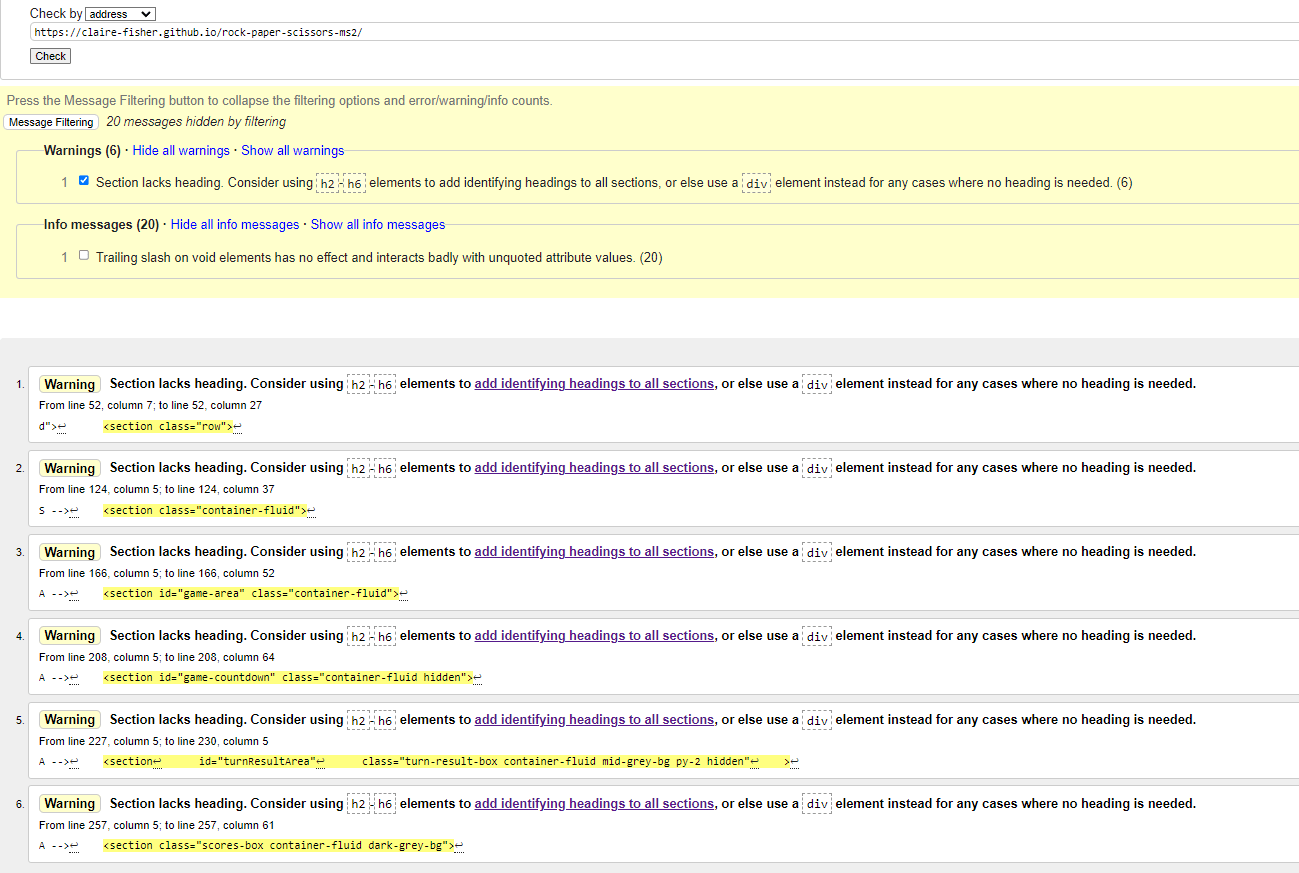 Check by address
https://claire-fisher.github.io/rock-paper-scissors-ms2/
Check
Press the Message Filtering button to collapse the filtering options and error/warning/info counts.
Message Filtering 20 messages hidden by filtering
Warnings (6) · Hide all warnings · Show all warnings
1 Section lacks heading. Consider using h2-h6 elements to add identifying headings to all sections, or else use a div element instead for any cases where no heading is needed. (6)
Info messages (20) · Hide all info messages · Show all info messages
1 Trailing slash on void elements has no effect and interacts badly with unquoted attribute values. (20)
1. Warning Section lacks heading. Consider using h2-h6 elements to add identifying headings to all sections, or else use a div element instead for any cases where no heading is needed.
From line 52, column 7; to line 52, column 27
d">↩ <section class="row">↩
2. Warning Section lacks heading. Consider using h2-h6 elements to add identifying headings to all sections, or else use a div element instead for any cases where no heading is needed.
From line 124, column 5; to line 124, column 37
S -->↩ <section class="container-fluid">↩
3. Warning Section lacks heading. Consider using h2-h6 elements to add identifying headings to all sections, or else use a div element instead for any cases where no heading is needed.
From line 166, column 5; to line 166, column 52
A -->↩ <section id="game-area" class="container-fluid">↩
4. Warning Section lacks heading. Consider using h2-h6 elements to add identifying headings to all sections, or else use a div element instead for any cases where no heading is needed.
From line 208, column 5; to line 208, column 64
A -->↩ <section id="game-countdown" class="container-fluid hidden">↩
5. Warning Section lacks heading. Consider using h2-h6 elements to add identifying headings to all sections, or else use a div element instead for any cases where no heading is needed.
From line 227, column 5; to line 230, column 5
A -->↩ <section↩ id="turnResultArea"↩ class="turn-result-box container-fluid mid-grey-bg py-2 hidden"↩ >↩
6. Warning Section lacks heading. Consider using h2-h6 elements to add identifying headings to all sections, or else use a div element instead for any cases where no heading is needed.
From line 257, column 5; to line 257, column 61
A -->↩ <section class="scores-box container-fluid dark-grey-bg">↩